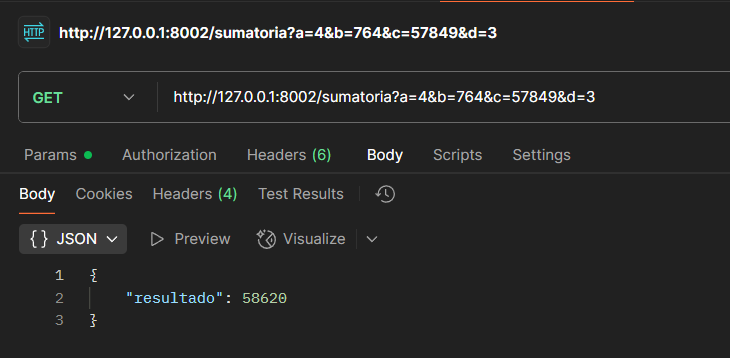 HTTP http://127.0.0.1:8002/sumatoria?a=4&b=764&c=57849&d=3
GET http://127.0.0.1:8002/sumatoria?a=4&b=764&c=57849&d=3
Params Authorization Headers (6) Body Scripts Settings
Body Cookies Headers (4) Test Results
{} JSON Preview Visualize
1 {
2 "resultado": 58620
3 }